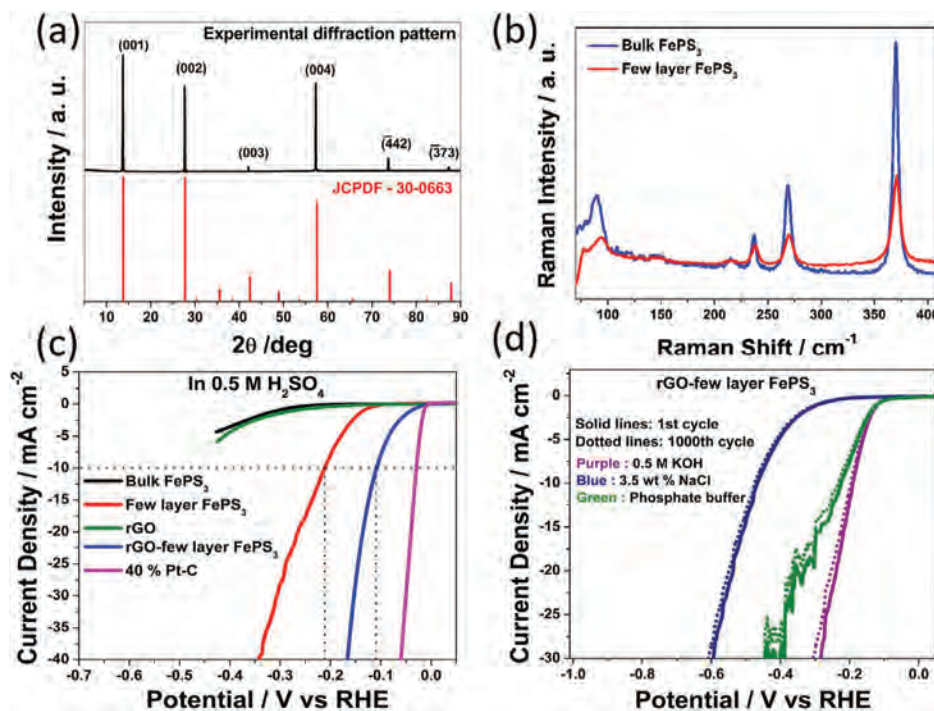 (a)
Experimental diffraction pattern
(001)
(002)
(003)
(004)
(4̄42)
(3̄73)
JCPDF - 30-0663
Intensity / a. u.
5 10 20 30 40 50 60 70 80 90
2θ /deg
(b)
Bulk FePS3
Few layer FePS3
Raman Intensity / a. u.
100 150 200 250 300 350 400
Raman Shift / cm-1
(c)
In 0.5 M H2SO4
5
0
-5
-10
-15
-20
-25
-30
-35
-40
Bulk FePS3
Few layer FePS3
rGO
rGO-few layer FePS3
40 % Pt-C
Current Density / mA cm-2
-0.7 -0.6 -0.5 -0.4 -0.3 -0.2 -0.1 0.0
Potential / V vs RHE
(d)
rGO-few layer FePS3
Solid lines: 1st cycle
Dotted lines: 1000th cycle
Purple : 0.5 M KOH
Blue : 3.5 wt % NaCl
Green : Phosphate buffer
0
-5
-10
-15
-20
-25
-30
Current Density / mA cm-2
-1.0 -0.8 -0.6 -0.4 -0.2 0.0
Potential / V vs RHE